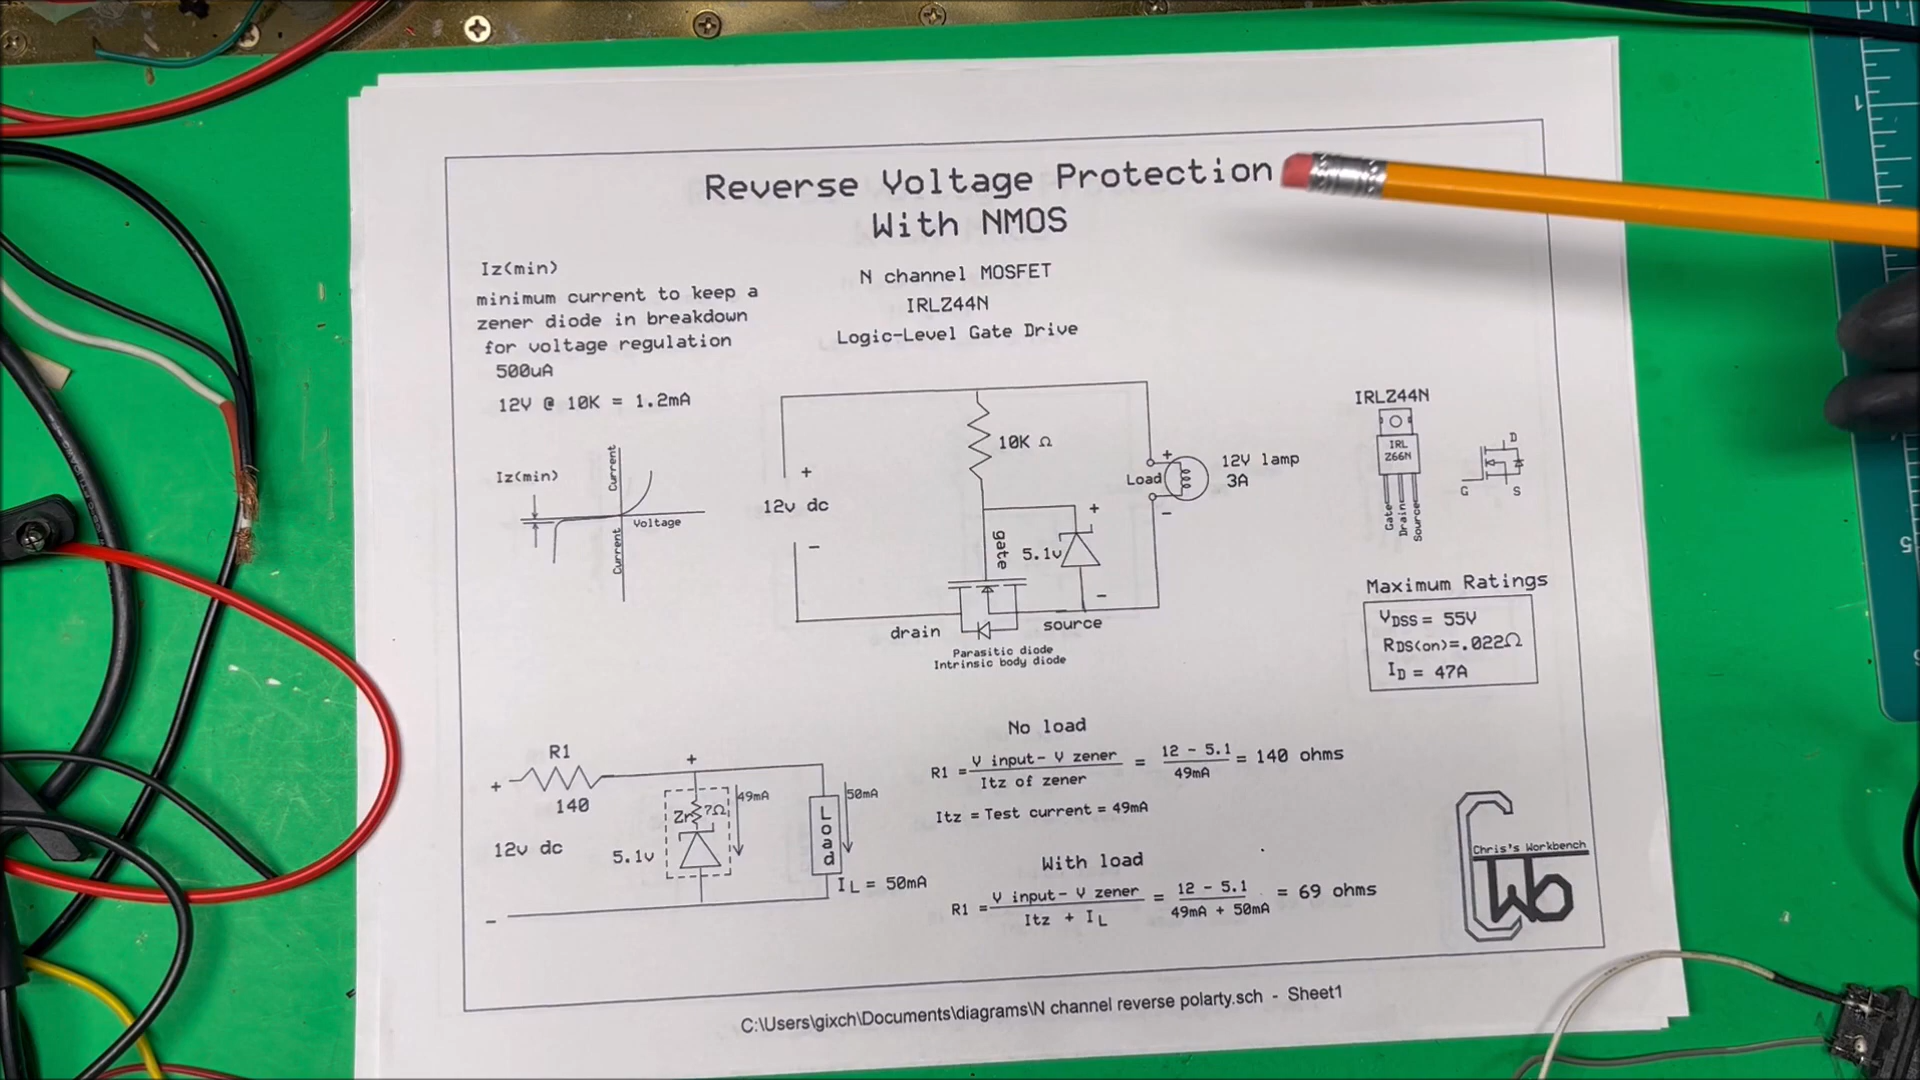 Reverse Voltage Protection
With NMOS
N channel MOSFET
IRLZ44N
Logic-Level Gate Drive
Iz(min)
minimum current to keep a
zener diode in breakdown
for voltage regulation
500uA
12V @ 10K = 1.2mA
Iz(min)
Current
Voltage
Current
12v dc
+
−
10K Ω
gate
5.1v
+
−
drain
source
Parasitic diode
Intrinsic body diode
Load
+
−
12V lamp
3A
IRLZ44N
IRL
Z66N
Gate
Drain
Source
D
G
S
Maximum Ratings
VDSS = 55V
RDS(on)=.022Ω
ID = 47A
R1
+
140
12v dc
−
+
Zr ?Ω
49mA
5.1v
Load
50mA
IL = 50mA
No load
R1 = V input- V zener / Itz of zener = 12 - 5.1 / 49mA = 140 ohms
Itz = Test current = 49mA
With load
R1 = V input- V zener / Itz + IL = 12 - 5.1 / 49mA + 50mA = 69 ohms
Chris's Workbench
CWb
C:\Users\gixch\Documents\diagrams\N channel reverse polarty.sch - Sheet1
1
5